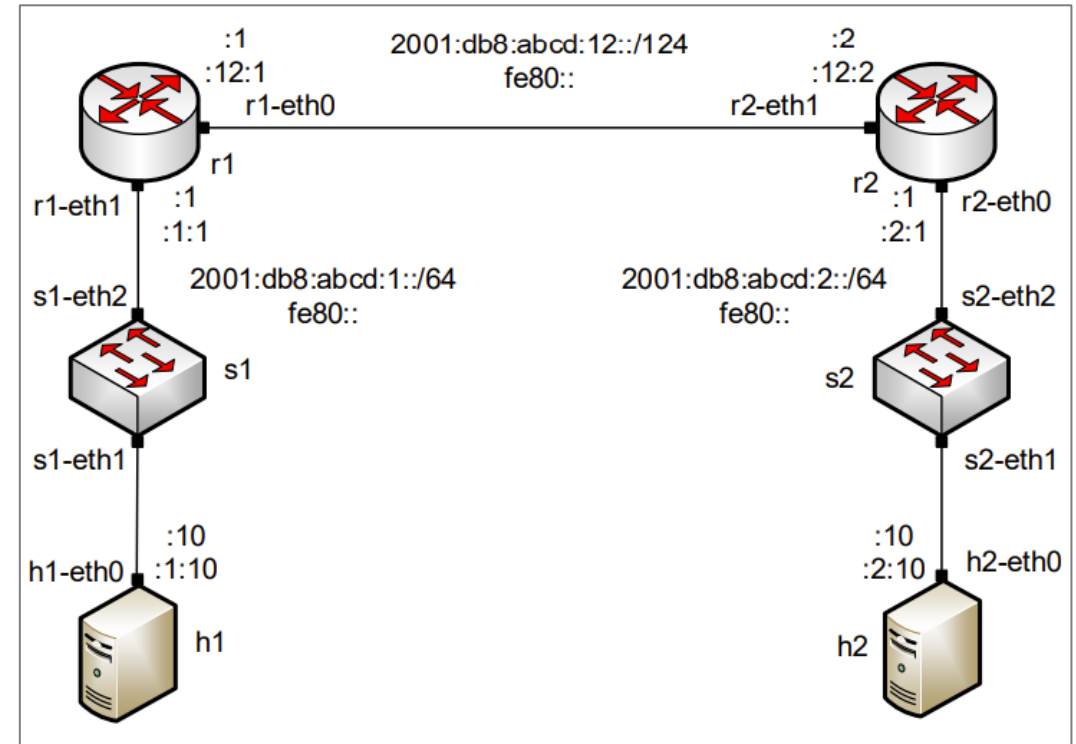 :1
:12:1
r1-eth0
2001:db8:abcd:12::/124
fe80::
:2
:12:2
r2-eth1
r1
r2
r1-eth1
:1
:1:1
:1
:2:1
r2-eth0
2001:db8:abcd:1::/64
fe80::
2001:db8:abcd:2::/64
fe80::
s1-eth2
s2-eth2
s1
s2
s1-eth1
s2-eth1
:10
:1:10
h1-eth0
:10
:2:10
h2-eth0
h1
h2